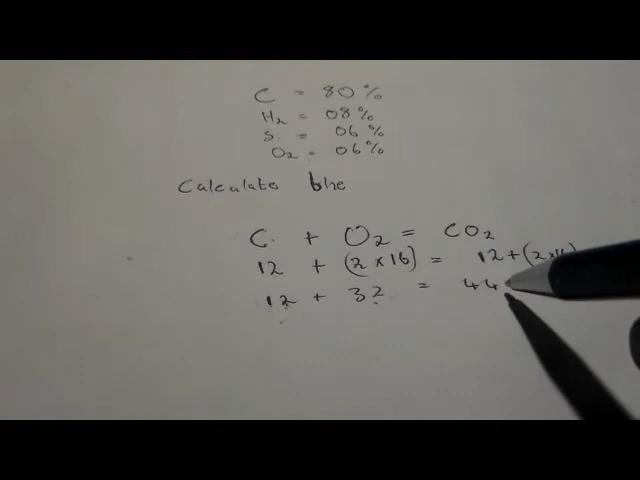 C = 80%
H2 = 08%
S. = 06%
O2 = 06%
Calculate the
C. + O2 = CO2
12 + (2×16) = 12+(2×16)
12 + 32 = 44